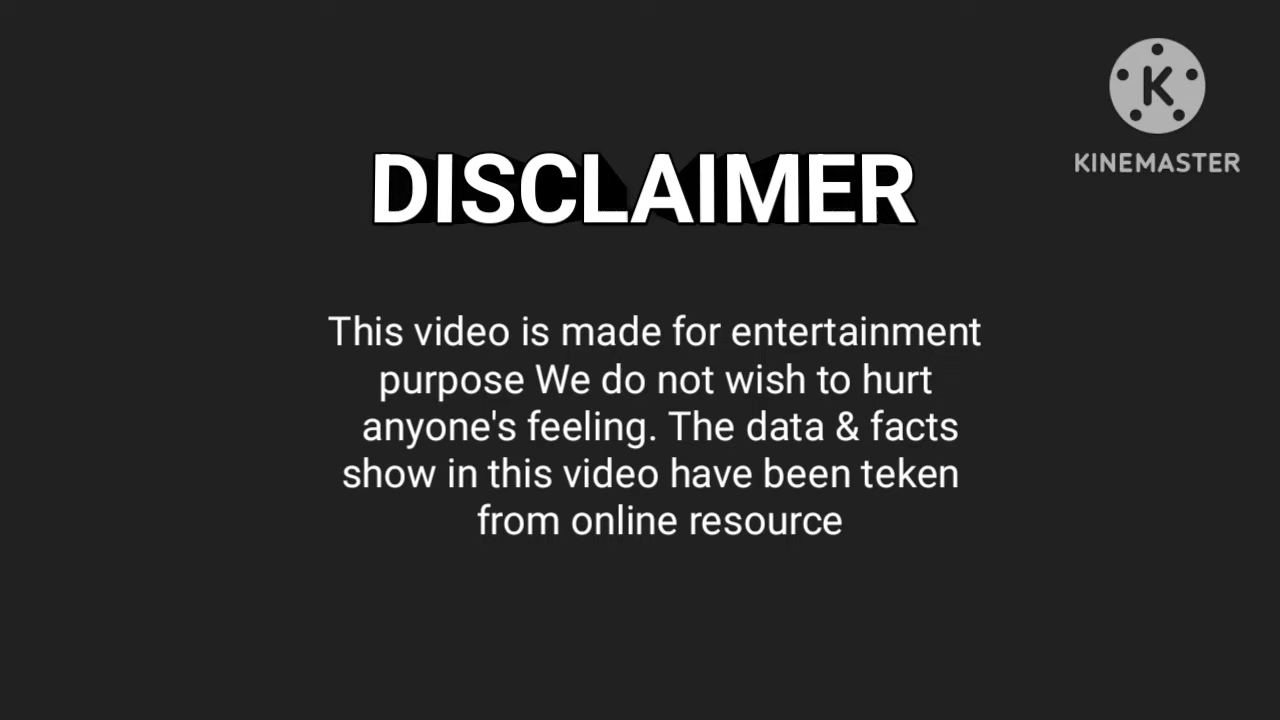 K
KINEMASTER
DISCLAIMER
This video is made for entertainment
purpose We do not wish to hurt
anyone's feeling. The data & facts
show in this video have been teken
from online resource